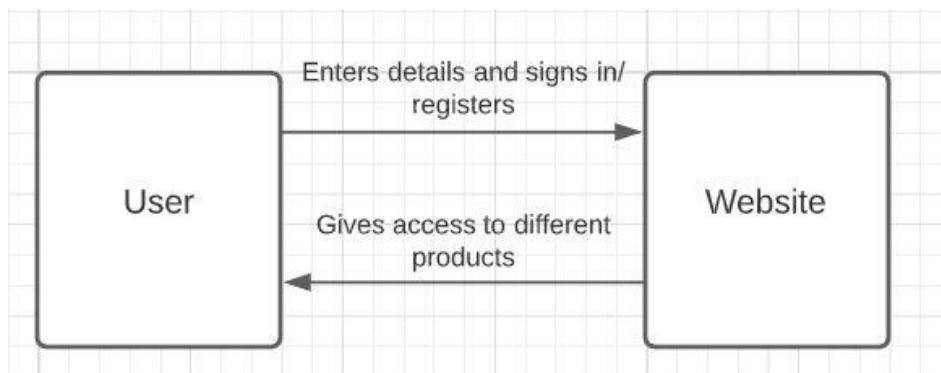 Enters details and signs in/
registers
User
Website
Gives access to different
products